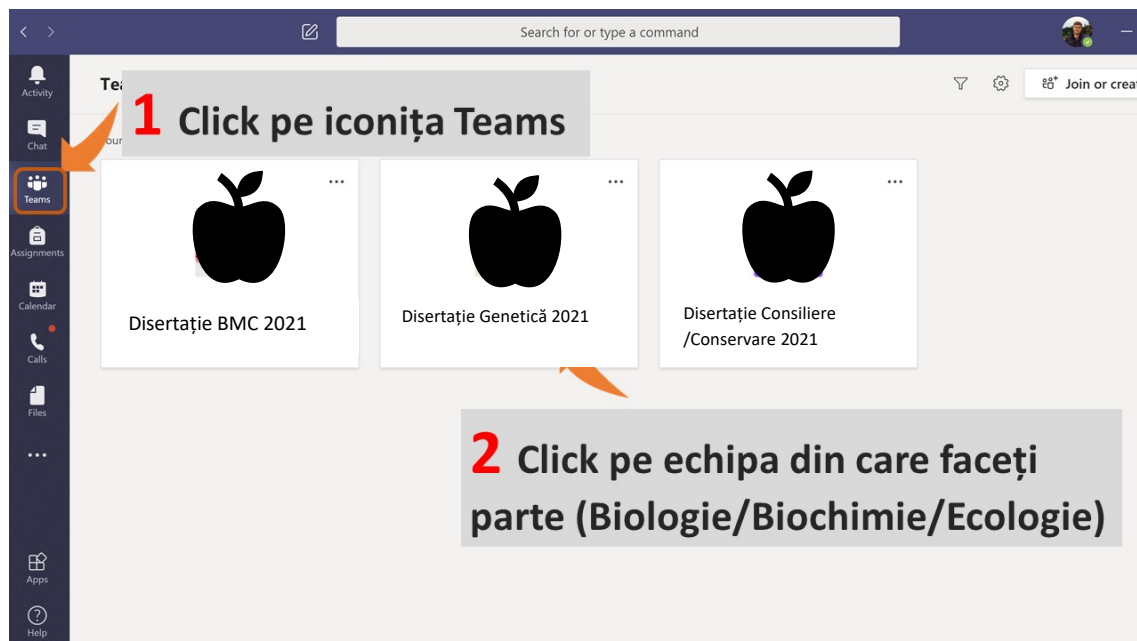 Search for or type a command
Activity
Chat
Teams
Assignments
Calendar
Calls
Files
Apps
Help
Join or creat
1 Click pe iconița Teams
Disertație BMC 2021
Disertație Genetică 2021
Disertație Consiliere
/Conservare 2021
2 Click pe echipa din care faceți
parte (Biologie/Biochimie/Ecologie)